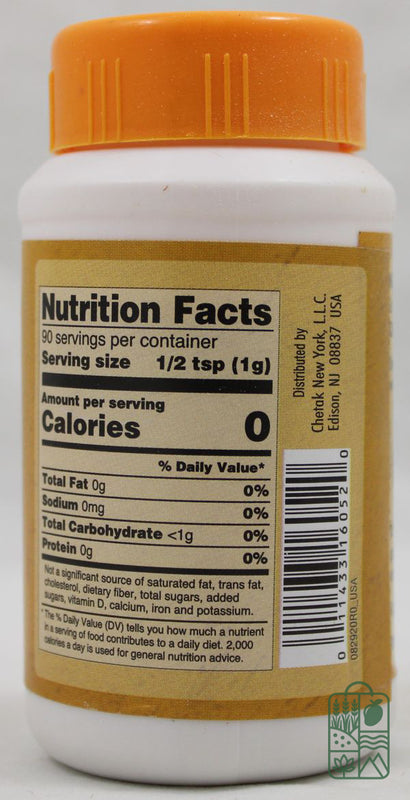 Nutrition Facts
90 servings per container
Serving size 1/2 tsp (1g)
Amount per serving
Calories 0
% Daily Value*
Total Fat 0g 0%
Sodium 0mg 0%
Total Carbohydrate <1g 0%
Protein 0g 0%
Not a significant source of saturated fat, trans fat,
cholesterol, dietary fiber, total sugars, added
sugars, vitamin D, calcium, iron and potassium.
*The % Daily Value (DV) tells you how much a nutrient
in a serving of food contributes to a daily diet. 2,000
calories a day is used for general nutrition advice.
Distributed by
Chetak New York, L.L.C.
Edison, NJ 08837 USA
0 11433 16052 0
082920R0_USA